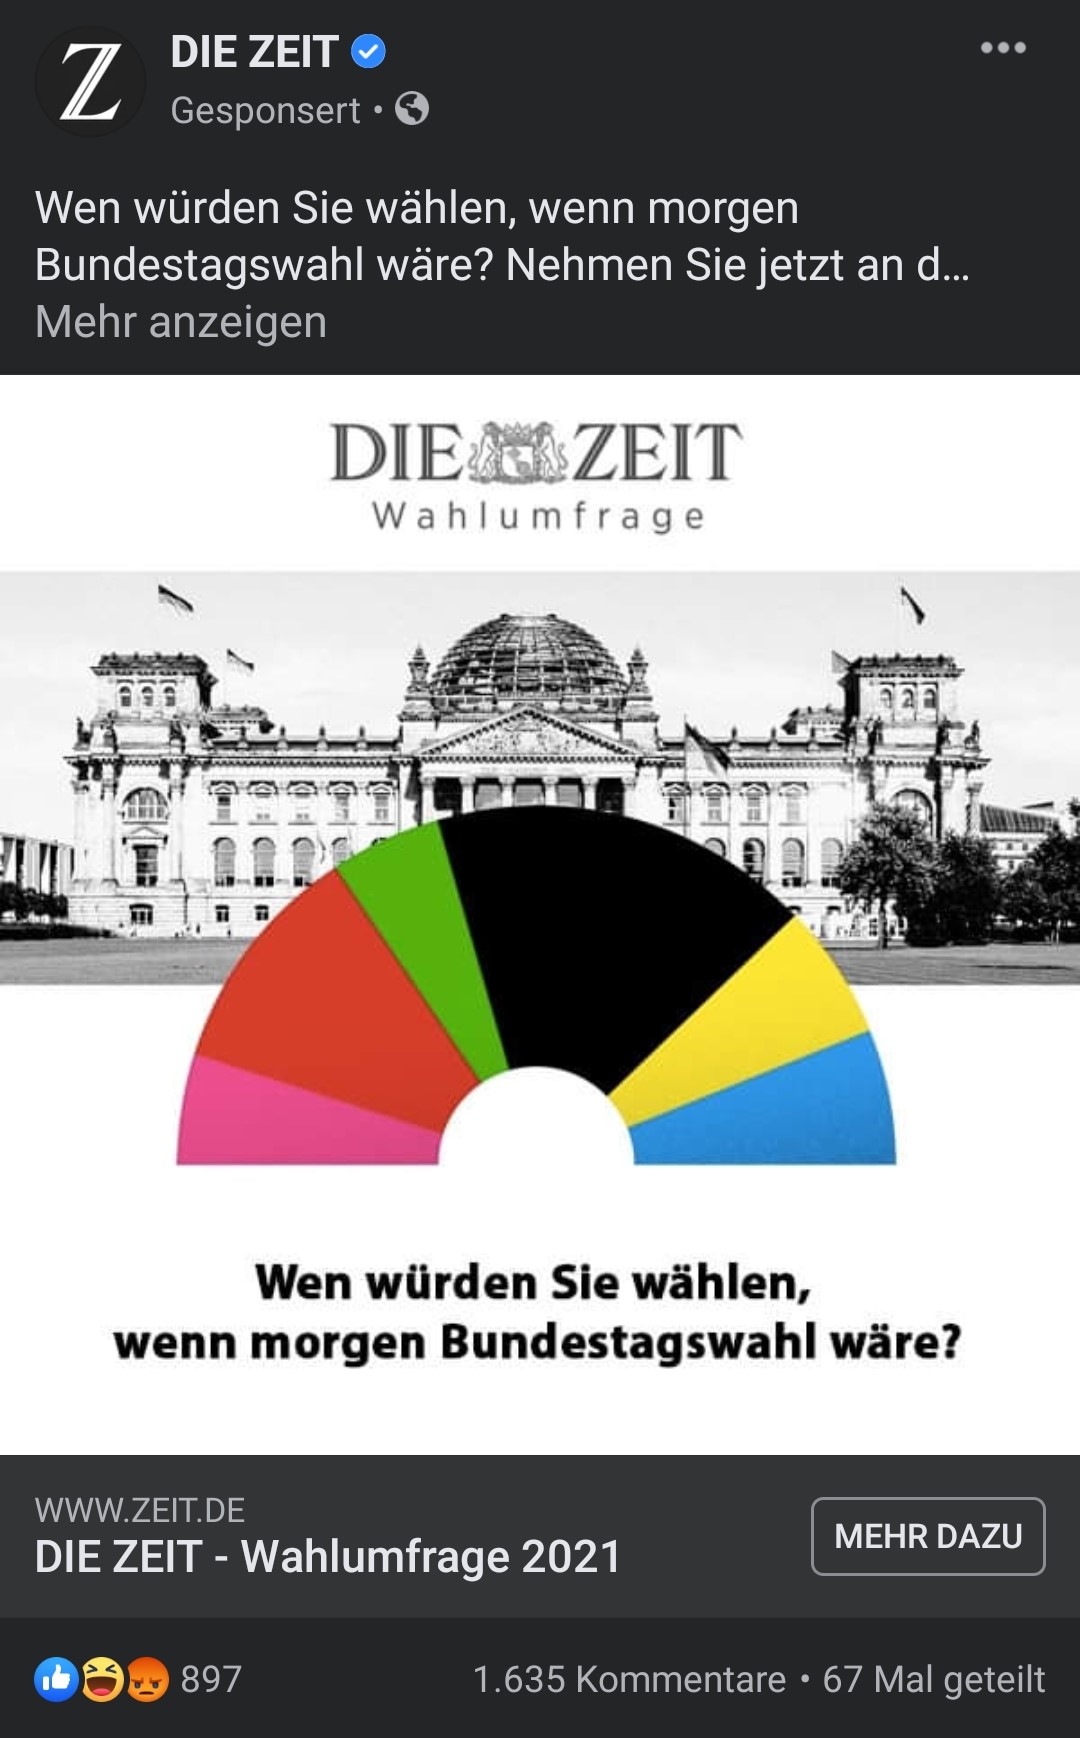 DIE ZEIT
Gesponsert •
Wen würden Sie wählen, wenn morgen
Bundestagswahl wäre? Nehmen Sie jetzt an d...
Mehr anzeigen
DIE ZEIT
Wahlumfrage
Wen würden Sie wählen,
wenn morgen Bundestagswahl wäre?
WWW.ZEIT.DE
DIE ZEIT - Wahlumfrage 2021
MEHR DAZU
897
1.635 Kommentare • 67 Mal geteilt